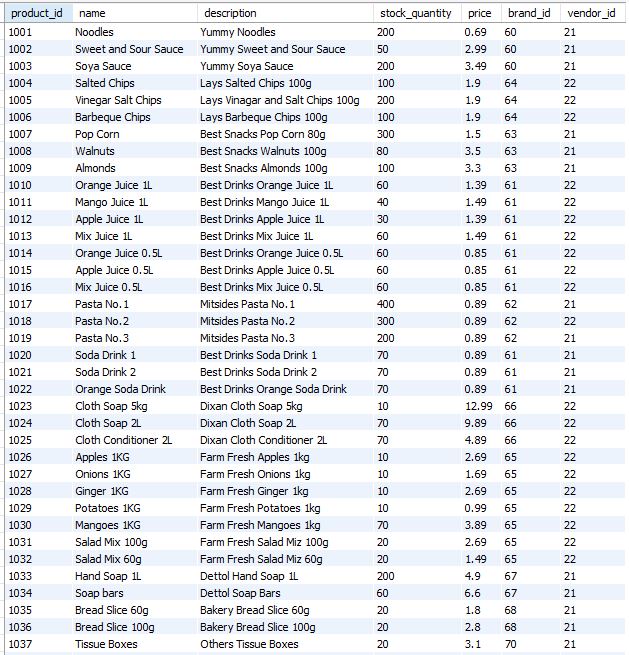 product_id name description stock_quantity price brand_id vendor_id
1001 Noodles Yummy Noodles 200 0.69 60 21
1002 Sweet and Sour Sauce Yummy Sweet and Sour Sauce 50 2.99 60 21
1003 Soya Sauce Yummy Soya Sauce 200 3.49 60 21
1004 Salted Chips Lays Salted Chips 100g 100 1.9 64 22
1005 Vinegar Salt Chips Lays Vinagar and Salt Chips 100g 200 1.9 64 22
1006 Barbeque Chips Lays Barbeque Chips 100g 100 1.9 64 22
1007 Pop Corn Best Snacks Pop Corn 80g 300 1.5 63 21
1008 Walnuts Best Snacks Walnuts 100g 80 3.5 63 21
1009 Almonds Best Snacks Almonds 100g 100 3.3 63 21
1010 Orange Juice 1L Best Drinks Orange Juice 1L 60 1.39 61 22
1011 Mango Juice 1L Best Drinks Mango Juice 1L 40 1.49 61 22
1012 Apple Juice 1L Best Drinks Apple Juice 1L 30 1.39 61 22
1013 Mix Juice 1L Best Drinks Mix Juice 1L 60 1.49 61 22
1014 Orange Juice 0.5L Best Drinks Orange Juice 0.5L 60 0.85 61 22
1015 Apple Juice 0.5L Best Drinks Apple Juice 0.5L 60 0.85 61 22
1016 Mix Juice 0.5L Best Drinks Mix Juice 0.5L 60 0.85 61 22
1017 Pasta No.1 Mitsides Pasta No.1 400 0.89 62 21
1018 Pasta No.2 Mitsides Pasta No.2 300 0.89 62 22
1019 Pasta No.3 Mitsides Pasta No.3 200 0.89 62 21
1020 Soda Drink 1 Best Drinks Soda Drink 1 70 0.89 61 21
1021 Soda Drink 2 Best Drinks Soda Drink 2 70 0.89 61 21
1022 Orange Soda Drink Best Drinks Orange Soda Drink 70 0.89 61 21
1023 Cloth Soap 5kg Dixan Cloth Soap 5kg 10 12.99 66 22
1024 Cloth Soap 2L Dixan Cloth Soap 2L 70 9.89 66 22
1025 Cloth Conditioner 2L Dixan Cloth Conditioner 2L 70 4.89 66 22
1026 Apples 1KG Farm Fresh Apples 1kg 10 2.69 65 22
1027 Onions 1KG Farm Fresh Onions 1kg 10 1.69 65 22
1028 Ginger 1KG Farm Fresh Ginger 1kg 10 2.69 65 22
1029 Potatoes 1KG Farm Fresh Potatoes 1kg 10 0.99 65 22
1030 Mangoes 1KG Farm Fresh Mangoes 1kg 70 3.89 65 22
1031 Salad Mix 100g Farm Fresh Salad Miz 100g 20 2.69 65 22
1032 Salad Mix 60g Farm Fresh Salad Miz 60g 20 1.49 65 22
1033 Hand Soap 1L Dettol Hand Soap 1L 200 4.9 67 21
1034 Soap bars Dettol Soap Bars 60 6.6 67 21
1035 Bread Slice 60g Bakery Bread Slice 60g 20 1.8 68 21
1036 Bread Slice 100g Bakery Bread Slice 100g 20 2.8 68 21
1037 Tissue Boxes Others Tissue Boxes 20 3.1 70 21